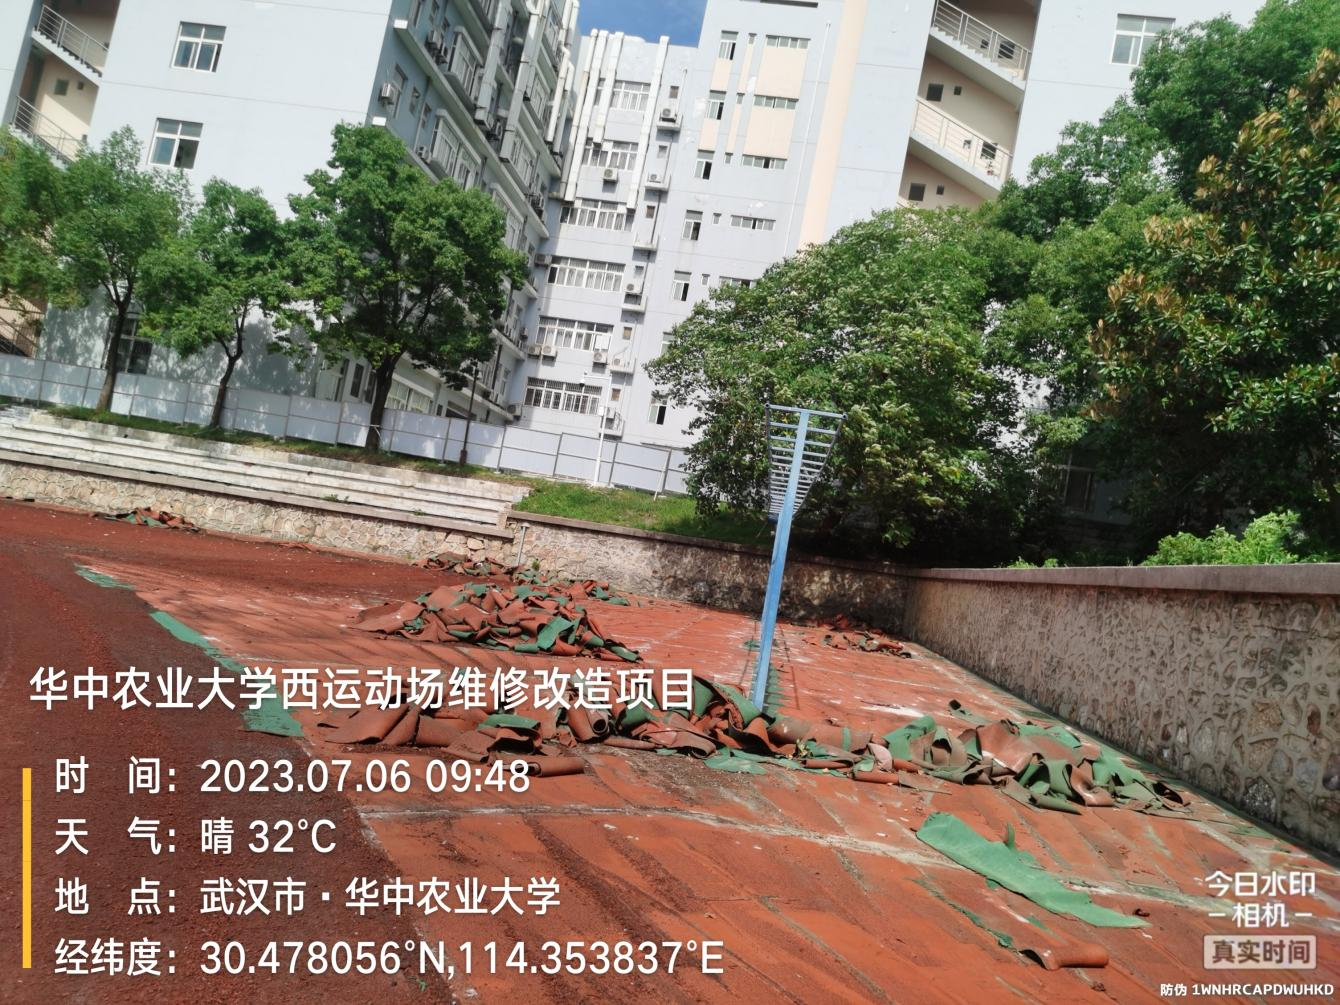 华中农业大学西运动场维修改造项目
时　间：2023.07.06 09:48
天　气：晴 32°C
地　点：武汉市·华中农业大学
经纬度：30.478056°N,114.353837°E
今日水印
相机
真实时间
防伪 1WNHRCAPDWUHKD